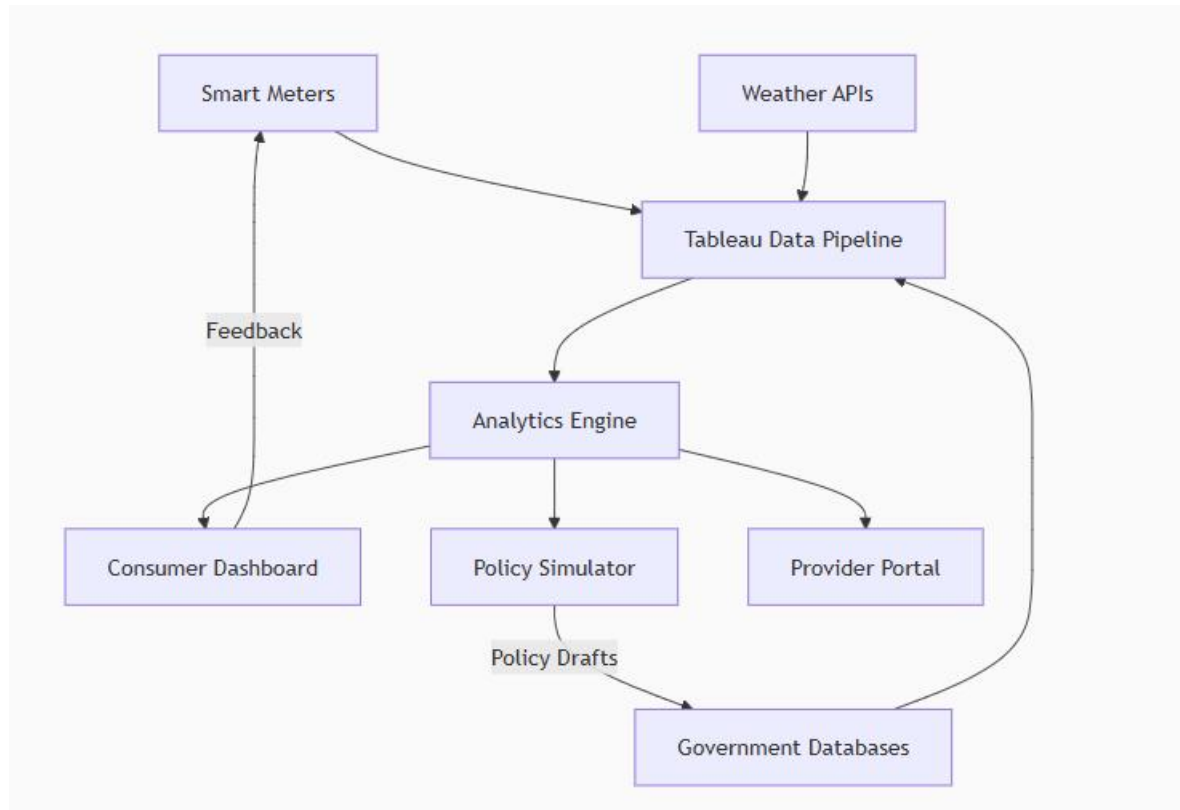 Smart Meters
Weather APIs
Tableau Data Pipeline
Feedback
Analytics Engine
Consumer Dashboard
Policy Simulator
Provider Portal
Policy Drafts
Government Databases